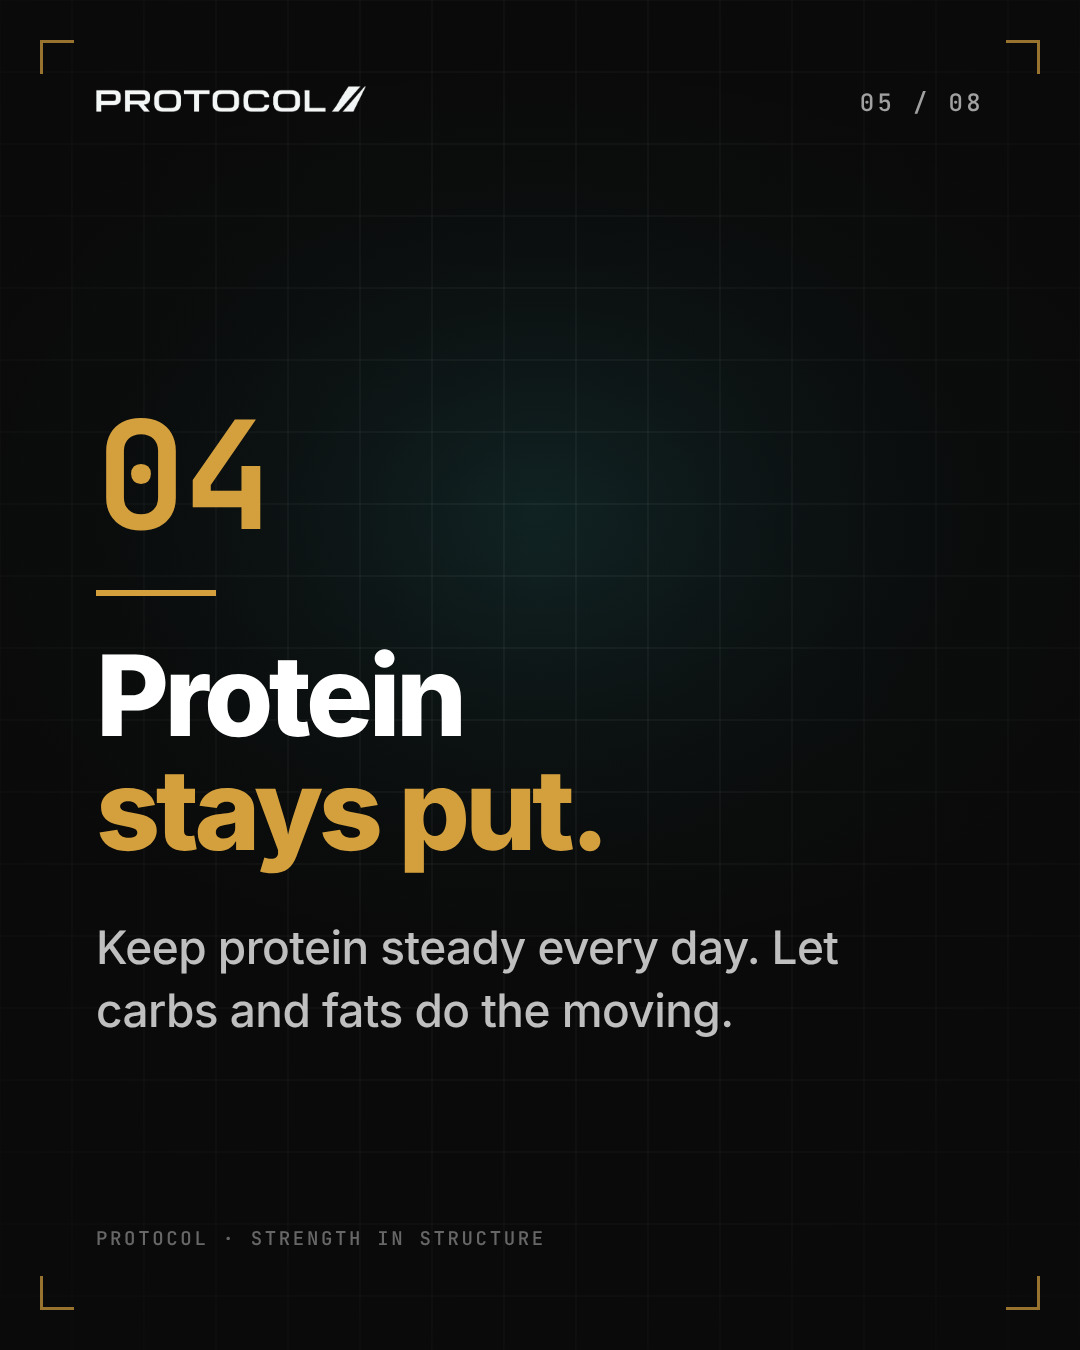 PROTOCOL
05 / 08
04
Protein
stays put.
Keep protein steady every day. Let
carbs and fats do the moving.
PROTOCOL · STRENGTH IN STRUCTURE